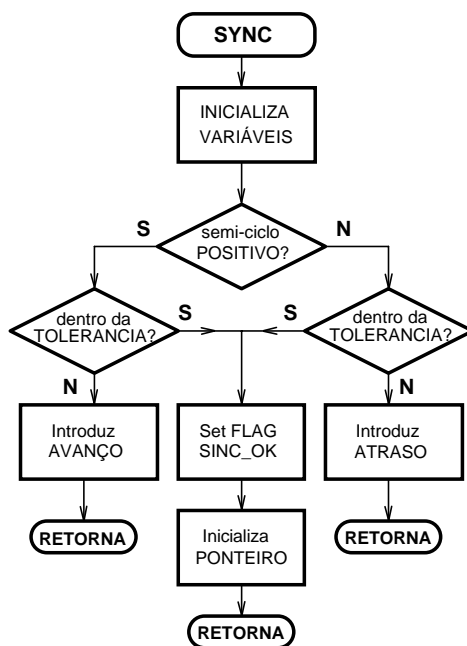 SYNC
INICIALIZA
VARIÁVEIS
semi-ciclo
POSITIVO?
S
N
dentro da
TOLERANCIA?
S
S
dentro da
TOLERANCIA?
N
N
Introduz
AVANÇO
Set FLAG
SINC_OK
Introduz
ATRASO
RETORNA
Inicializa
PONTEIRO
RETORNA
RETORNA